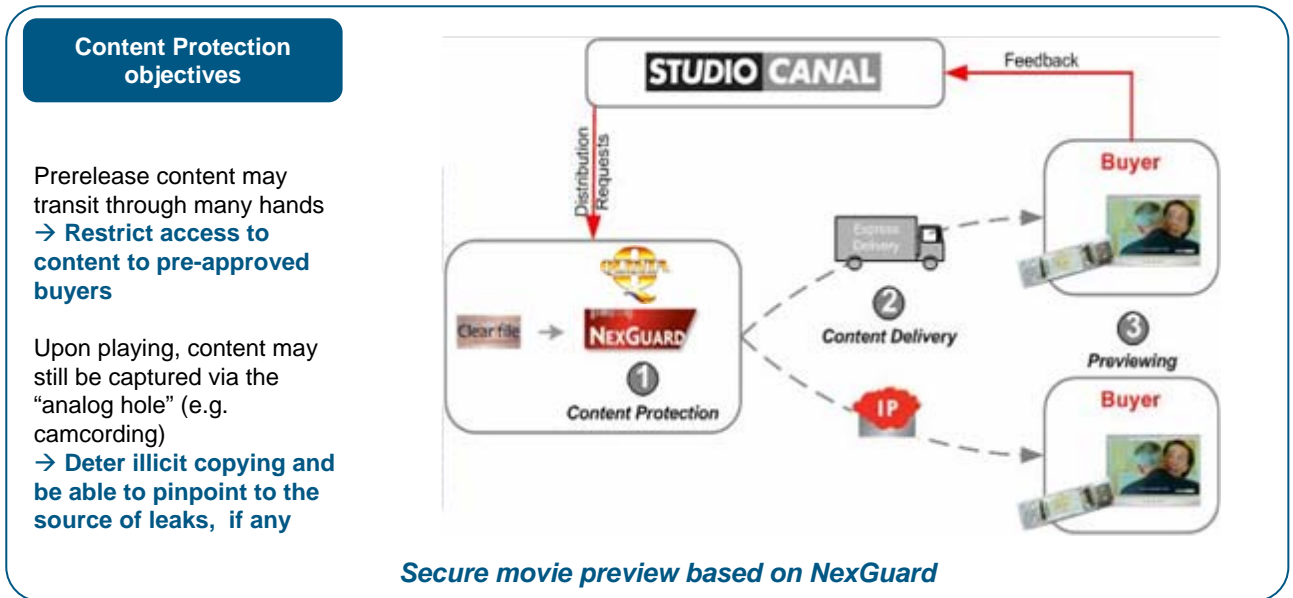 Content Protection
objectives
Prerelease content may
transit through many hands
→ Restrict access to
content to pre-approved
buyers
Upon playing, content may
still be captured via the
“analog hole” (e.g.
camcording)
→ Deter illicit copying and
be able to pinpoint to the
source of leaks, if any
STUDIO CANAL
Feedback
Distribution
Requests
Clear file
QUINTA
NEXGUARD
1
Content Protection
Express
Delivery
2
Content Delivery
IP
Buyer
3
Previewing
Buyer
Secure movie preview based on NexGuard